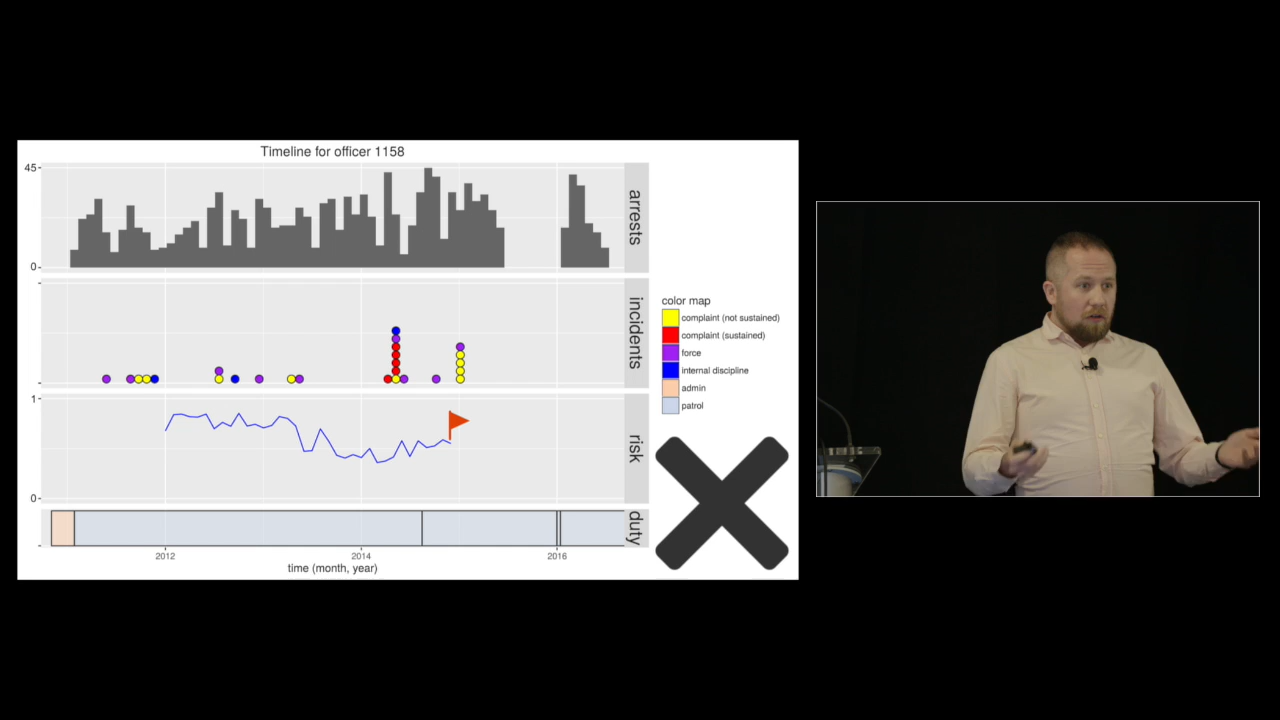 Timeline for officer 1158
45
0
arrests
incidents
1
0
risk
duty
2012
2014
2016
time (month, year)
color map
complaint (not sustained)
complaint (sustained)
force
internal discipline
admin
patrol